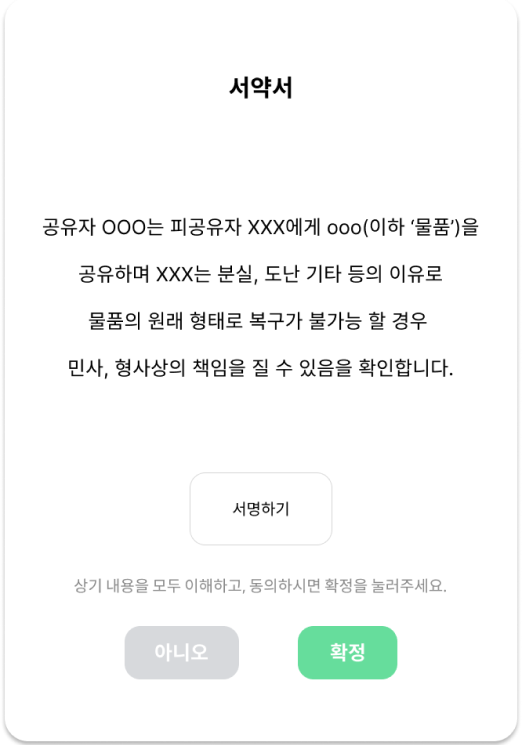 서약서
공유자 OOO는 피공유자 XXX에게 ooo(이하 ‘물품’)을
공유하며 XXX는 분실, 도난 기타 등의 이유로
물품의 원래 형태로 복구가 불가능 할 경우
민사, 형사상의 책임을 질 수 있음을 확인합니다.
서명하기
상기 내용을 모두 이해하고, 동의하시면 확정을 눌러주세요.
아니오
확정